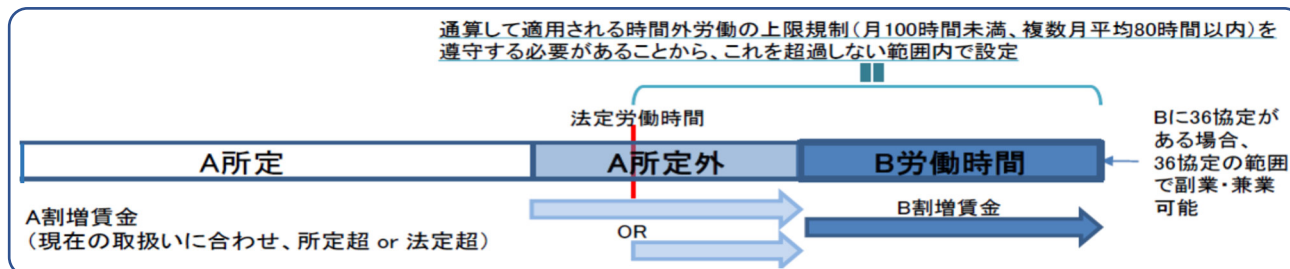 通算して適用される時間外労働の上限規制(月100時間未満、複数月平均80時間以内)を
遵守する必要があることから、これを超過しない範囲内で設定
法定労働時間
A所定
A所定外
B労働時間
Bに36協定が
ある場合、
36協定の範囲
で副業・兼業
可能
A割増賃金
(現在の取扱いに合わせ、所定超 or 法定超)
OR
B割増賃金